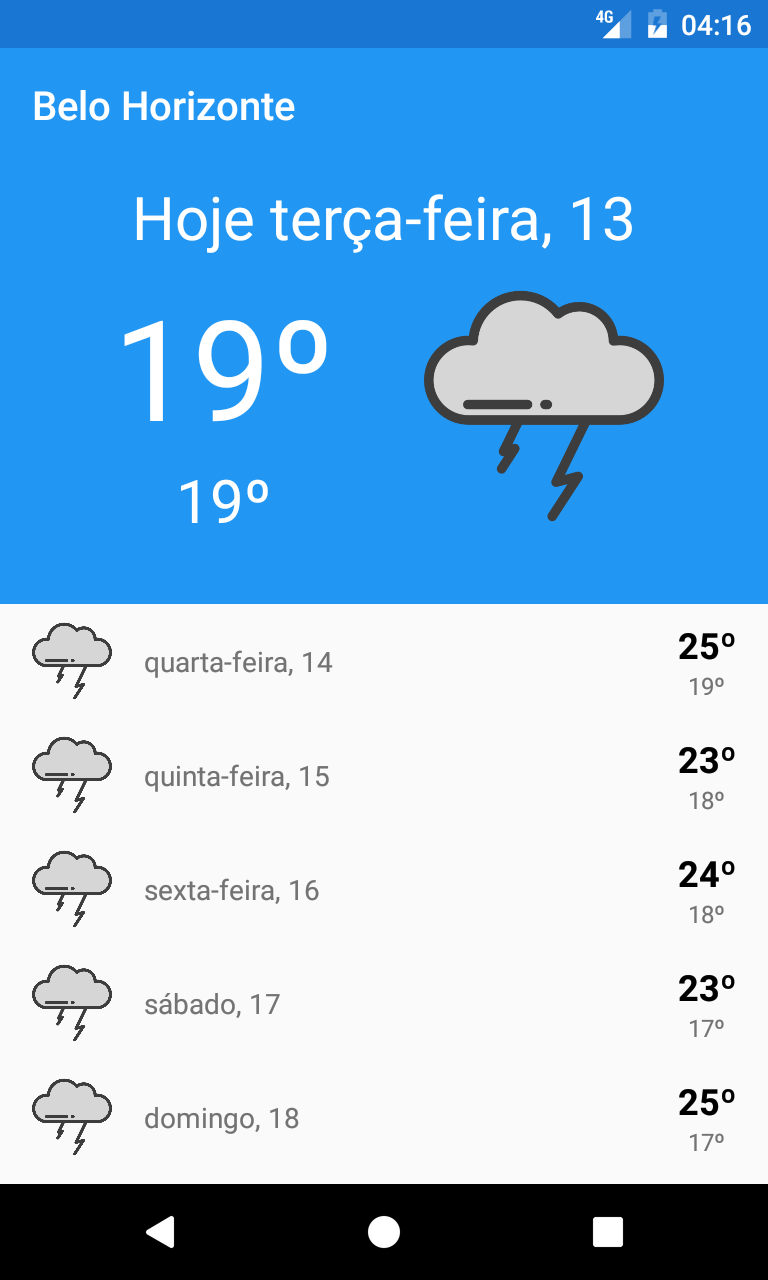 4G 04:16
Belo Horizonte
Hoje terça-feira, 13
19º
19º
quarta-feira, 14
25º
19º
quinta-feira, 15
23º
18º
sexta-feira, 16
24º
18º
sábado, 17
23º
17º
domingo, 18
25º
17º